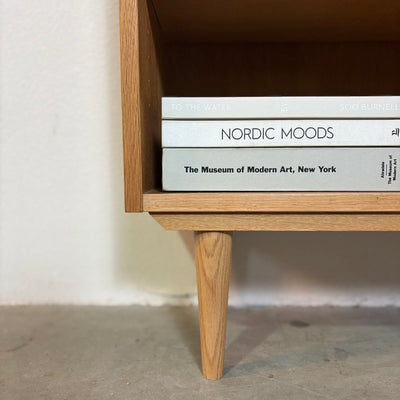 TO THE WATER BY SOO BURNELL
NORDIC MOODS
The Museum of Modern Art, New York
Abrams
The Museum of
Modern Art